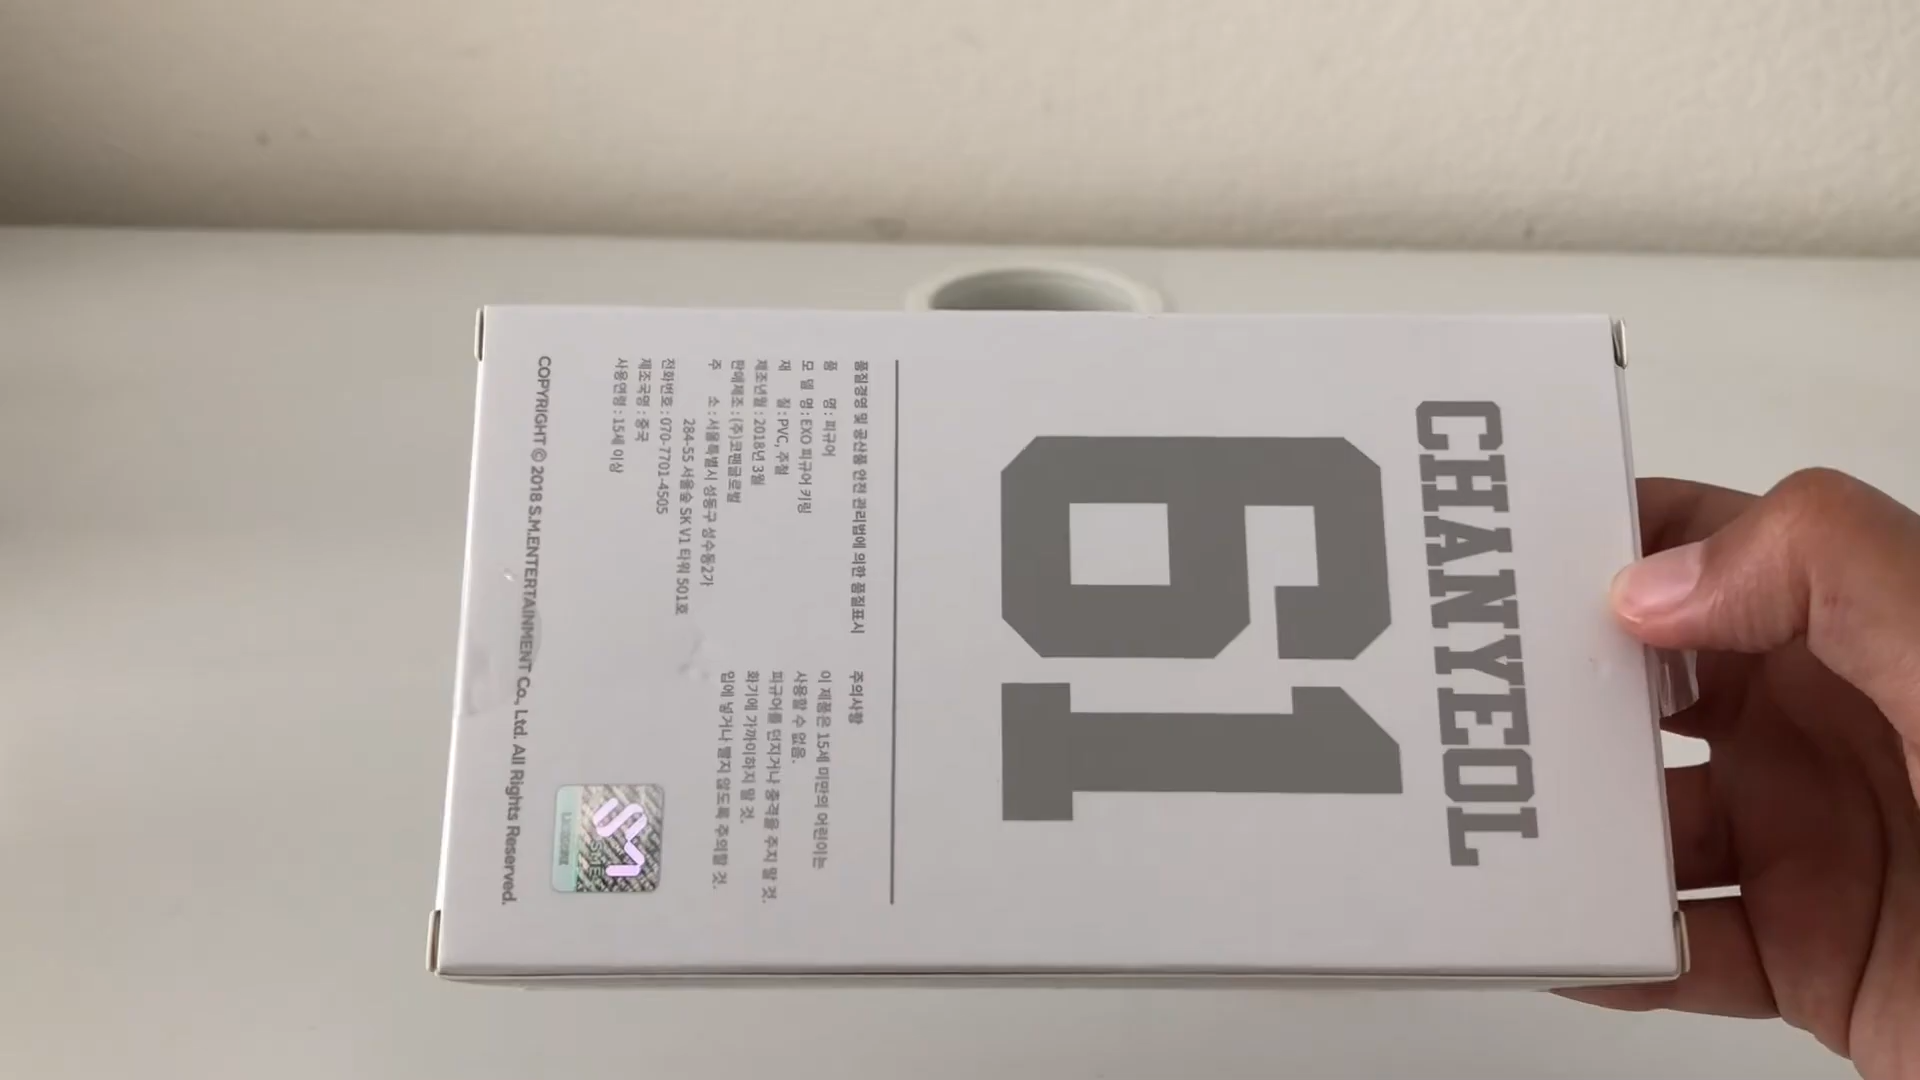 CHANYEOL
61
품질경영 및 공산품 안전 관리법에 의한 품질표시
품 명 : 피규어
모 델 명 : EXO 피규어 키링
재 질 : PVC, 주철
제조년월 : 2018년 3월
판매제조 : (주)코팬글로벌
주 소 : 서울특별시 성동구 성수동2가
284-55 서울숲 SK V1 타워 501호
전화번호 : 070-7701-4505
제조국명 : 중국
사용연령 : 15세 이상
주의사항
이 제품은 15세 미만의 어린이는
사용할 수 없음.
피규어를 던지거나 충격을 주지 말 것.
화기에 가까이하지 말 것.
입에 넣거나 빨지 않도록 주의할 것.
SM
SME
COPYRIGHT © 2018 S.M.ENTERTAINMENT Co., Ltd. All Rights Reserved.